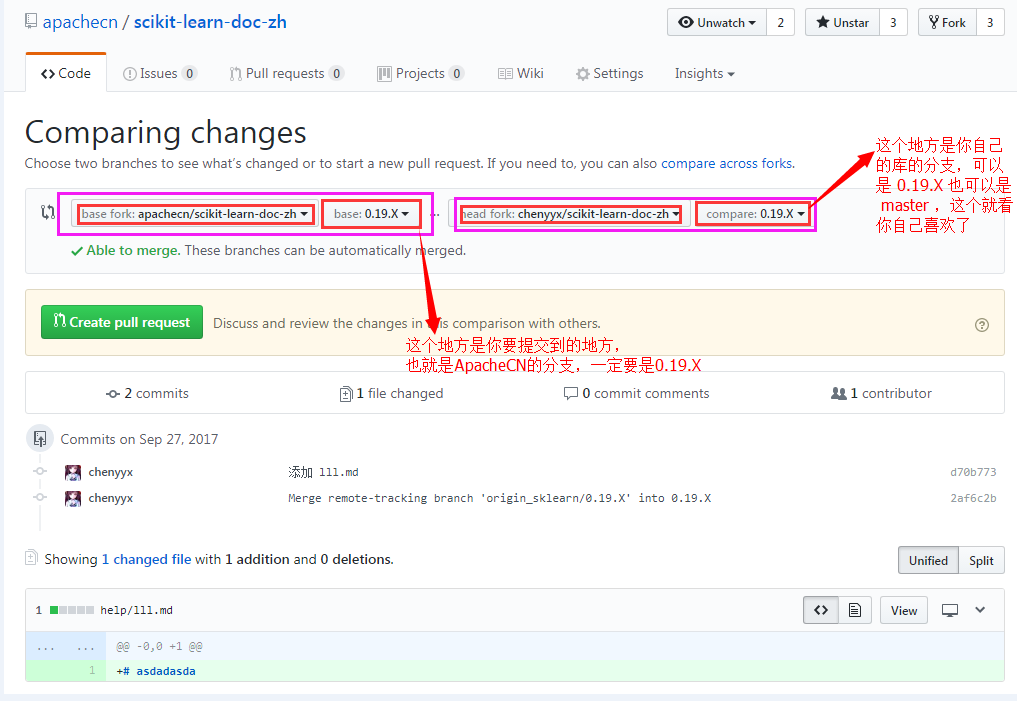 apachecn / scikit-learn-doc-zh
Unwatch 2 Unstar 3 Fork 3
Code Issues 0 Pull requests 0 Projects 0 Wiki Settings Insights
Comparing changes
Choose two branches to see what's changed or to start a new pull request. If you need to, you can also compare across forks.
这个地方是你自己
的库的分支，可以
是 0.19.X 也可以是
master ，这个就看
你自己喜欢了
base fork: apachecn/scikit-learn-doc-zh base: 0.19.X ... head fork: chenyyx/scikit-learn-doc-zh compare: 0.19.X
Able to merge. These branches can be automatically merged.
Create pull request Discuss and review the changes in this comparison with others.
这个地方是你要提交到的地方，
也就是ApacheCN的分支，一定要是0.19.X
2 commits 1 file changed 0 commit comments 1 contributor
Commits on Sep 27, 2017
chenyyx 添加 lll.md d70b773
chenyyx Merge remote-tracking branch 'origin_sklearn/0.19.X' into 0.19.X 2af6c2b
Showing 1 changed file with 1 addition and 0 deletions. Unified Split
1 help/lll.md View
... ... @@ -0,0 +1 @@
1 +# asdadasda